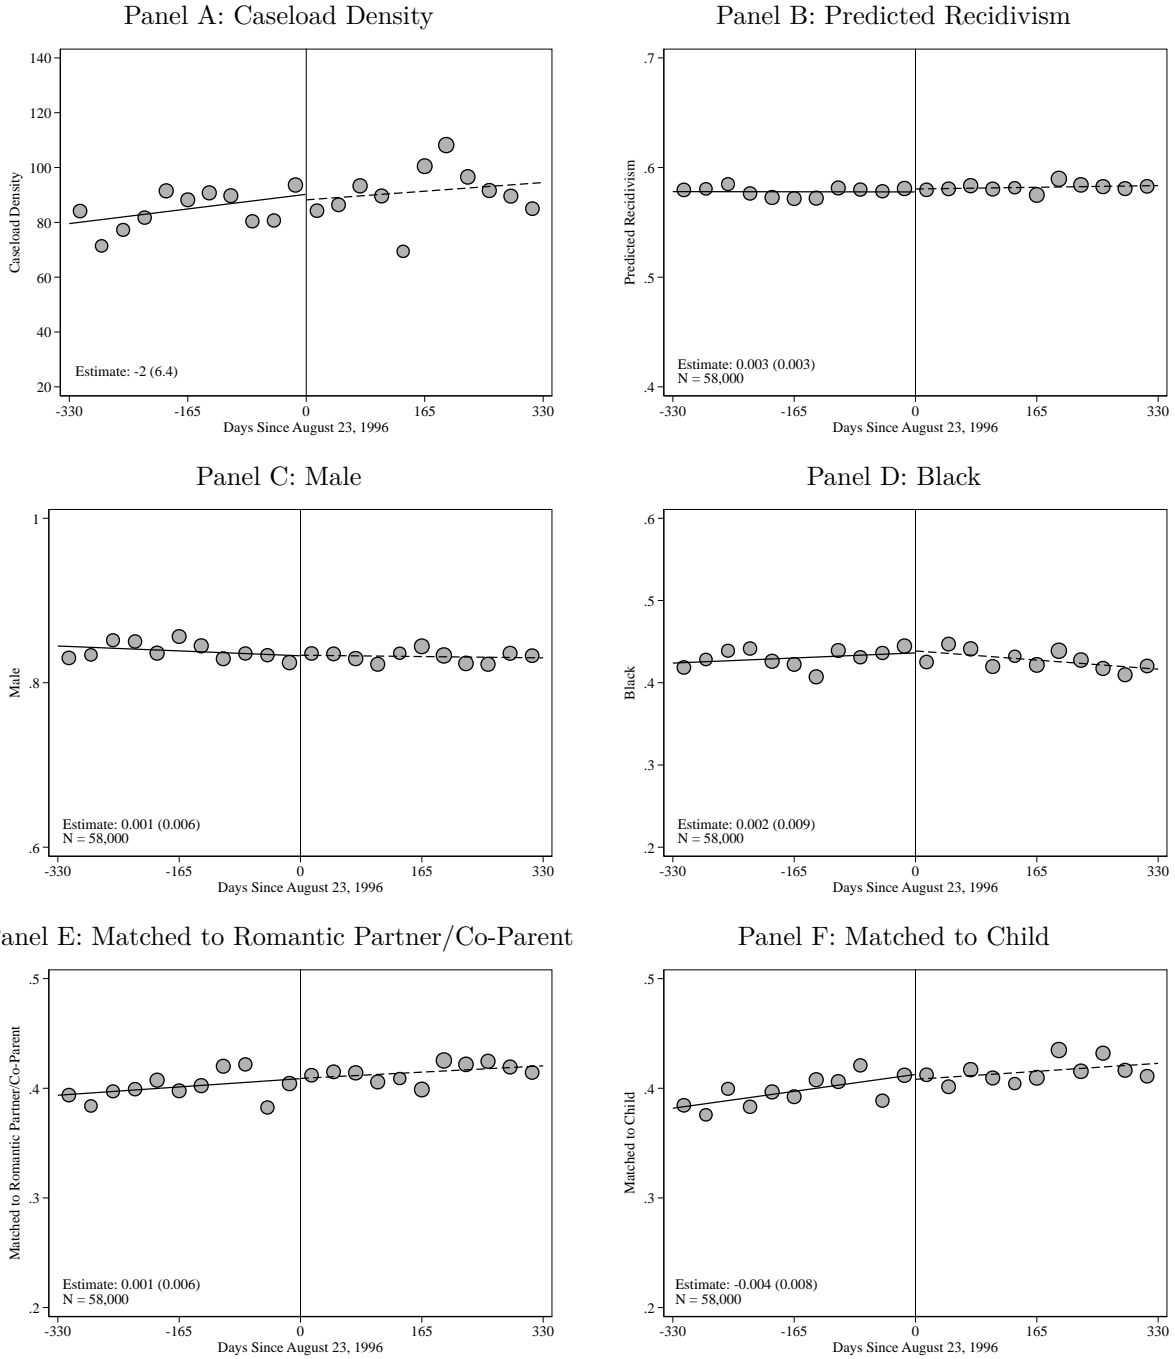 Panel A: Caseload Density
140
120
100
80
60
40
20
Caseload Density
Estimate: -2 (6.4)
-330
-165
0
165
330
Days Since August 23, 1996
Panel B: Predicted Recidivism
.7
.6
.5
.4
Predicted Recidivism
Estimate: 0.003 (0.003)
N = 58,000
-330
-165
0
165
330
Days Since August 23, 1996
Panel C: Male
1
.8
.6
Male
Estimate: 0.001 (0.006)
N = 58,000
-330
-165
0
165
330
Days Since August 23, 1996
Panel D: Black
.6
.5
.4
.3
.2
Black
Estimate: 0.002 (0.009)
N = 58,000
-330
-165
0
165
330
Days Since August 23, 1996
anel E: Matched to Romantic Partner/Co-Parent
.5
.4
.3
.2
Matched to Romantic Partner/Co-Parent
Estimate: 0.001 (0.006)
N = 58,000
-330
-165
0
165
330
Days Since August 23, 1996
Panel F: Matched to Child
.5
.4
.3
.2
Matched to Child
Estimate: -0.004 (0.008)
N = 58,000
-330
-165
0
165
330
Days Since August 23, 1996